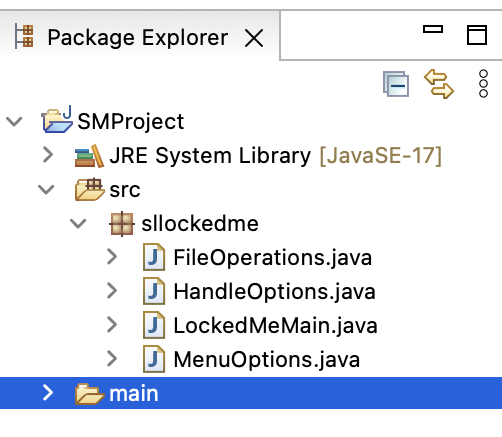 Package Explorer
SMProject
JRE System Library [JavaSE-17]
src
sllockedme
FileOperations.java
HandleOptions.java
LockedMeMain.java
MenuOptions.java
main